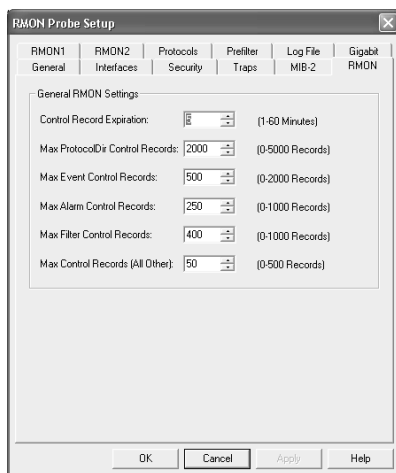 RMON Probe Setup
RMON1 RMON2 Protocols Prefilter Log File Gigabit
General Interfaces Security Traps MIB-2 RMON
General RMON Settings
Control Record Expiration: (1-60 Minutes)
Max ProtocolDir Control Records: 2000 (0-5000 Records)
Max Event Control Records: 500 (0-2000 Records)
Max Alarm Control Records: 250 (0-1000 Records)
Max Filter Control Records: 400 (0-1000 Records)
Max Control Records (All Other): 50 (0-500 Records)
OK Cancel Apply Help